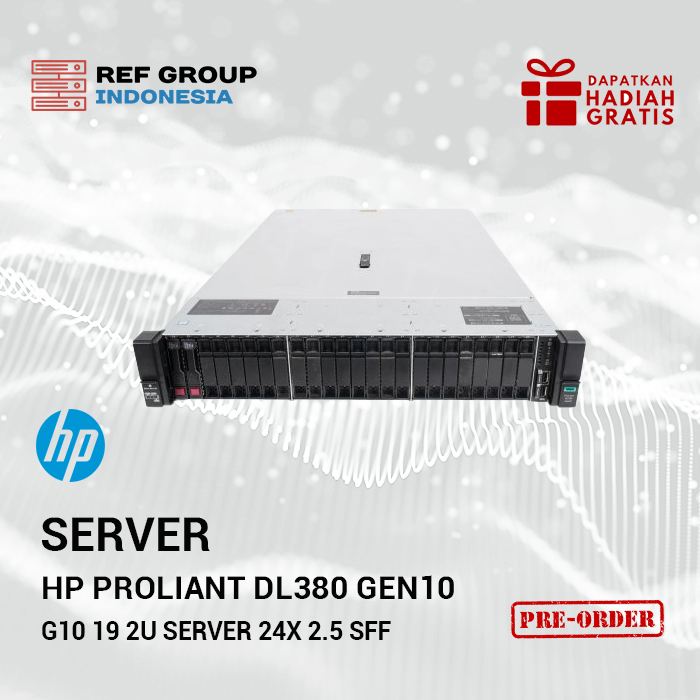 REF GROUP
INDONESIA
DAPATKAN
HADIAH
GRATIS
hp
SERVER
HP PROLIANT DL380 GEN10
G10 19 2U SERVER 24X 2.5 SFF
PRE-ORDER